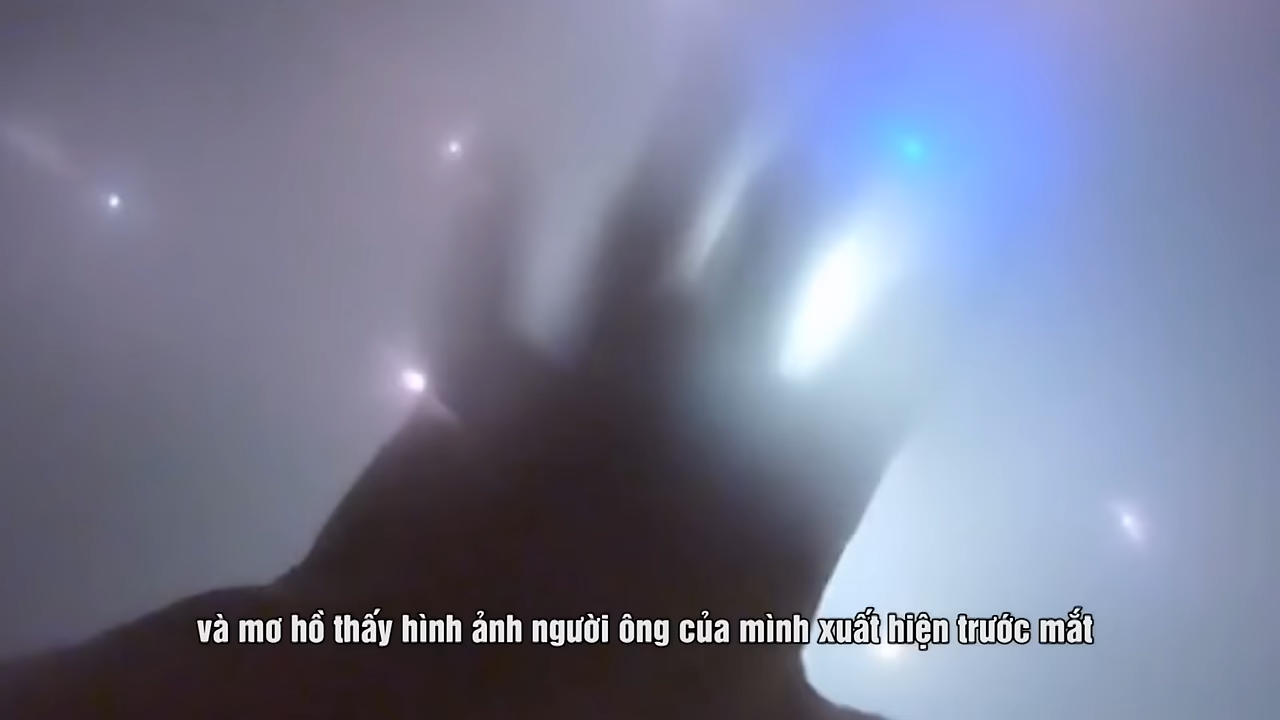 và mơ hồ thấy hình ảnh người ông của mình xuất hiện trước mắt